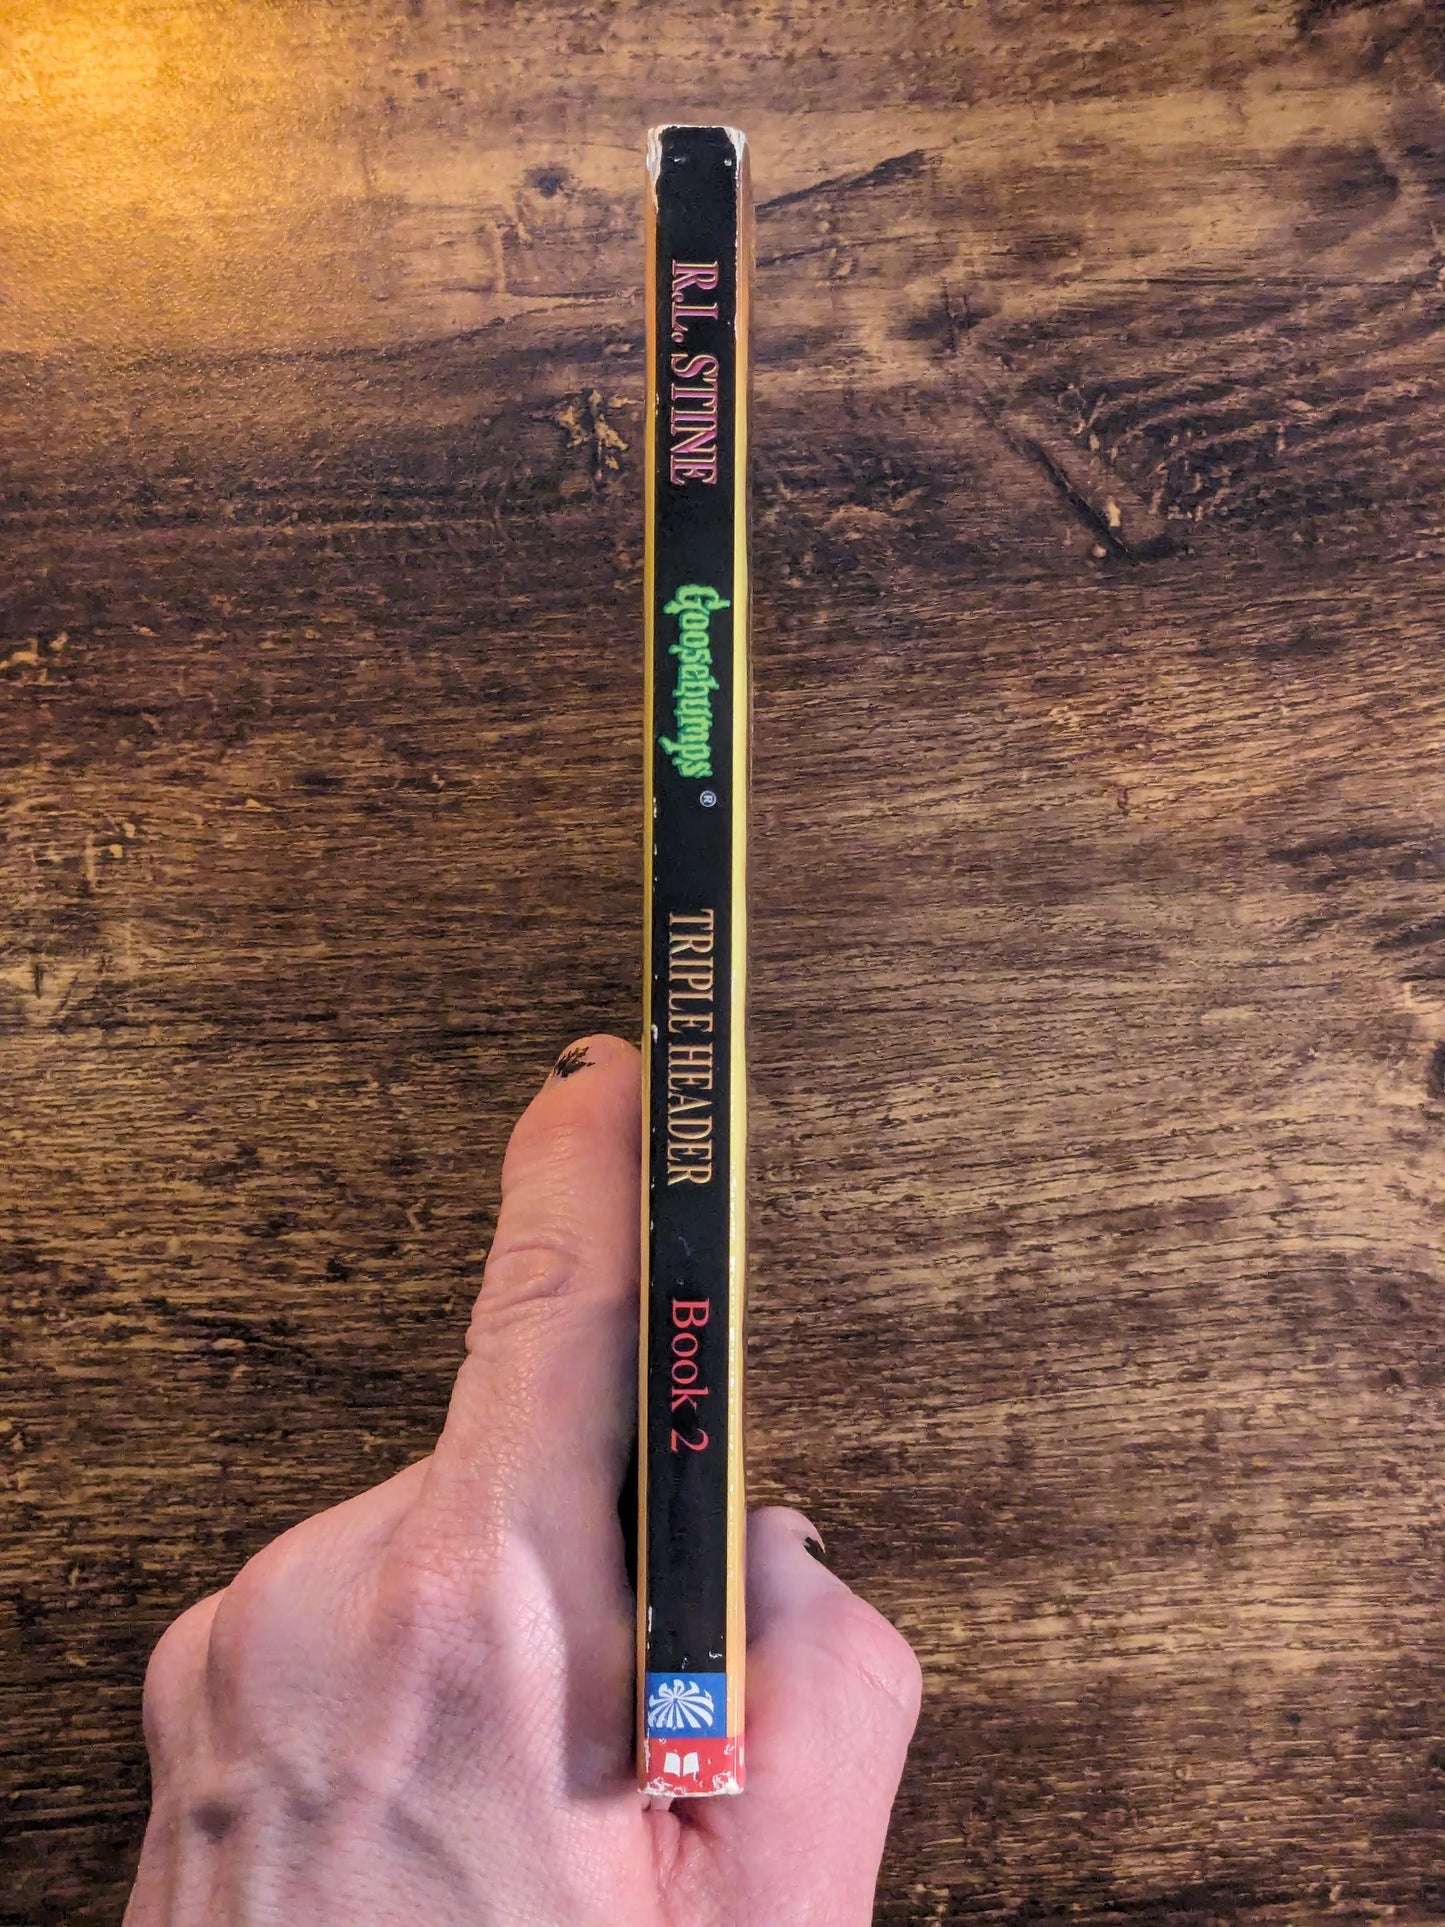 R.L. STINE
Goosebumps®
TRIPLE HEADER
Book 2